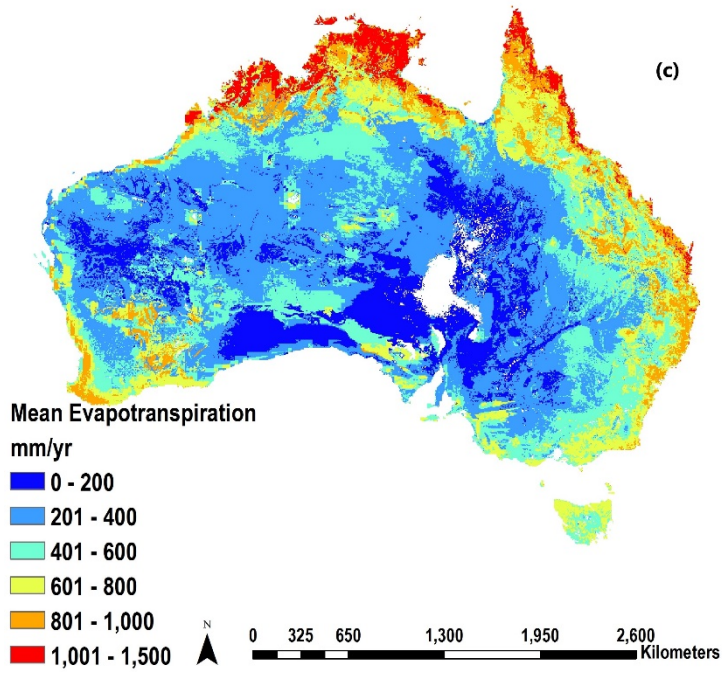 (c)
Mean Evapotranspiration
mm/yr
0 - 200
201 - 400
401 - 600
601 - 800
801 - 1,000
1,001 - 1,500
N
0 325 650 1,300 1,950 2,600
Kilometers